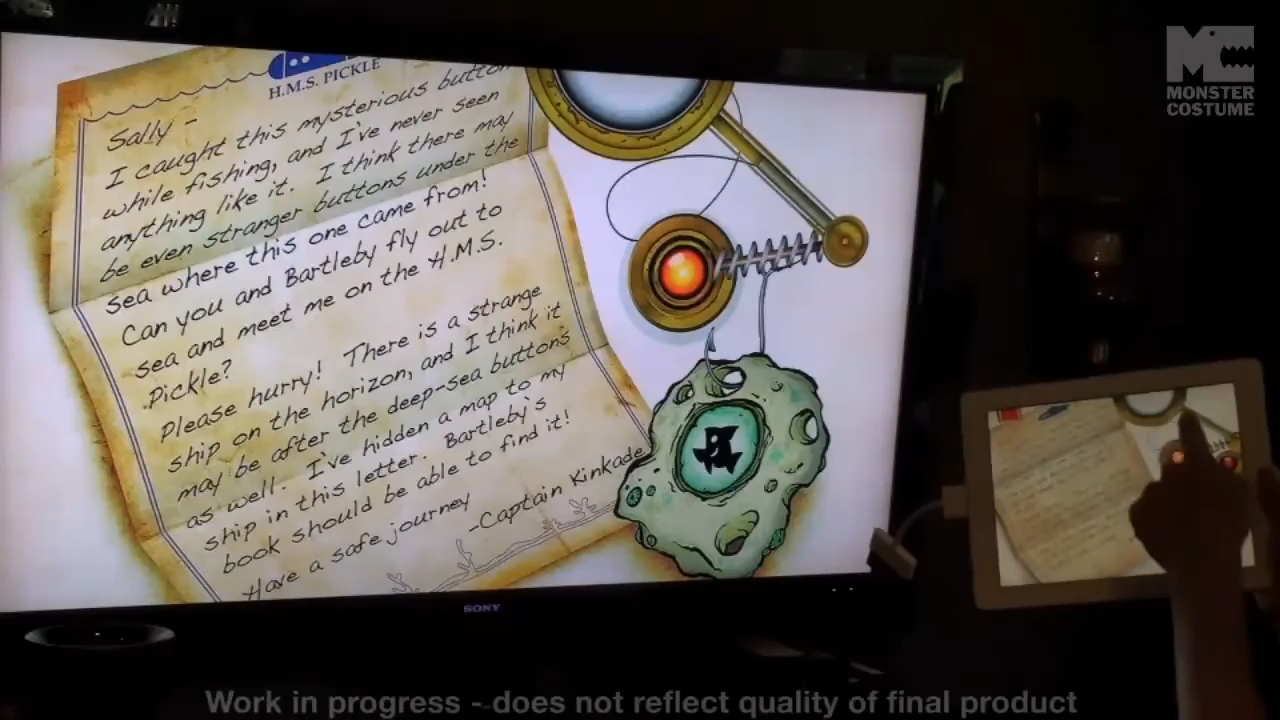 MC
MONSTER
COSTUME
H.M.S. PICKLE
Sally -
I caught this mysterious button
while fishing, and I've never seen
anything like it. I think there may
be even stranger buttons under the
sea where this one came from!
Can you and Bartleby fly out to
sea and meet me on the H.M.S.
Pickle?
Please hurry! There is a strange
ship on the horizon, and I think it
may be after the deep-sea buttons
as well. I've hidden a map to my
ship in this letter. Bartleby's
book should be able to find it!
Have a safe journey
-Captain Kinkade
SONY
Work in progress - does not reflect quality of final product